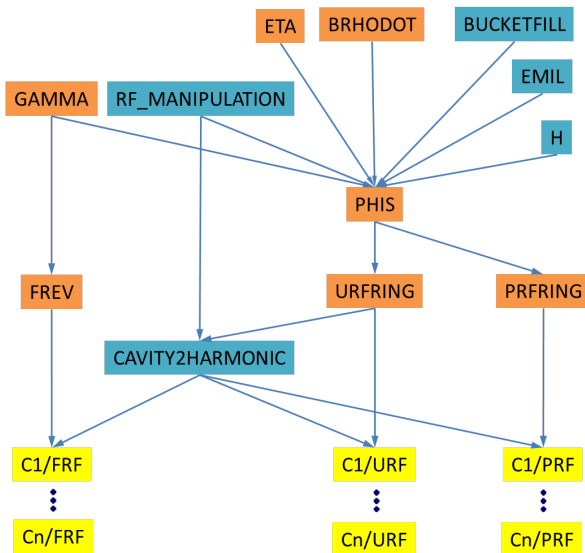 ETA
BRHODOT
BUCKETFILL
EMIL
GAMMA
RF_MANIPULATION
H
PHIS
FREV
URFRING
PRFRING
CAVITY2HARMONIC
C1/FRF
C1/URF
C1/PRF
Cn/FRF
Cn/URF
Cn/PRF